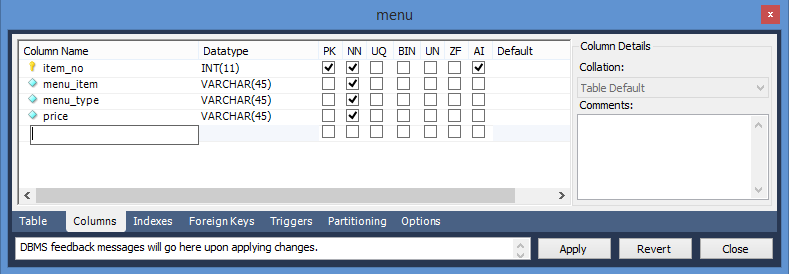 menu
x
Column Name Datatype PK NN UQ BIN UN ZF AI Default
item_no INT(11)
menu_item VARCHAR(45)
menu_type VARCHAR(45)
price VARCHAR(45)
Column Details
Collation:
Table Default
Comments:
Table Columns Indexes Foreign Keys Triggers Partitioning Options
DBMS feedback messages will go here upon applying changes.
Apply Revert Close